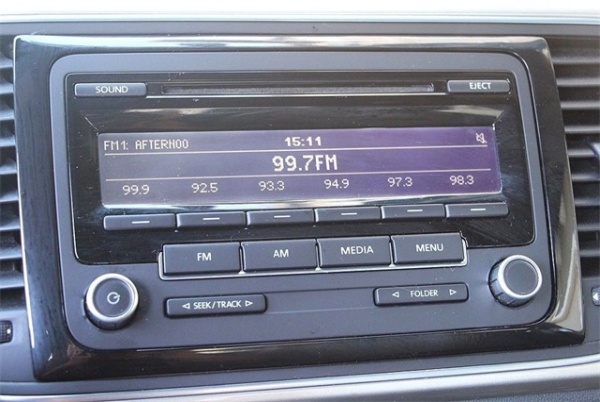 SOUND EJECT
FM1: AFTERNOO 15:11
99.7FM
99.9 92.5 93.3 94.9 97.3 98.3
FM AM MEDIA MENU
◁ SEEK/TRACK ▷ ◁ FOLDER ▷